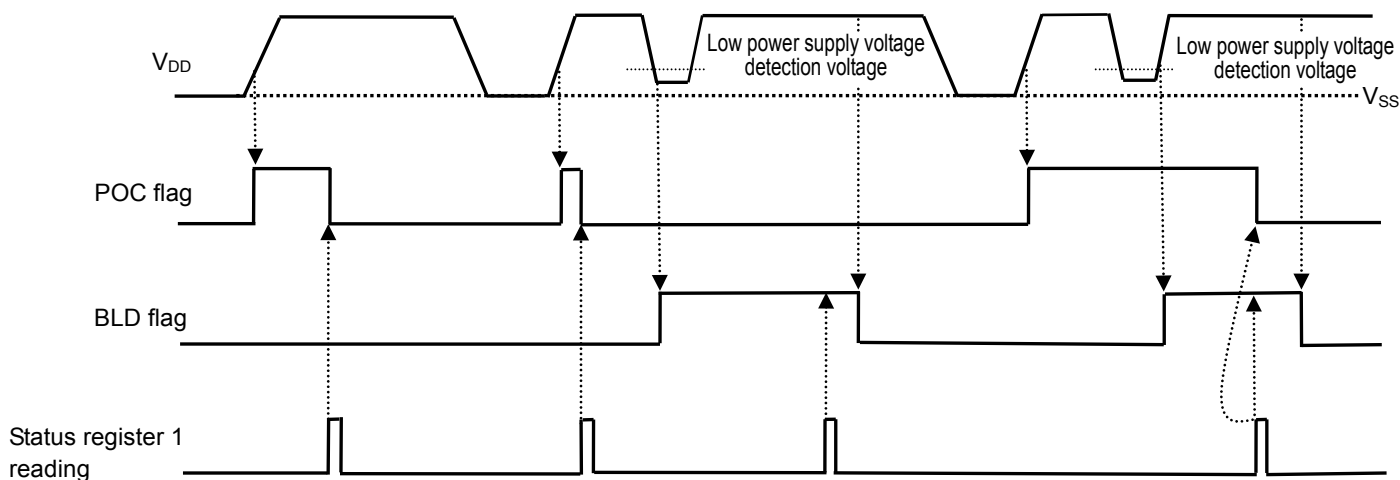 Low power supply voltage
detection voltage
Low power supply voltage
detection voltage
VDD
VSS
POC flag
BLD flag
Status register 1
reading